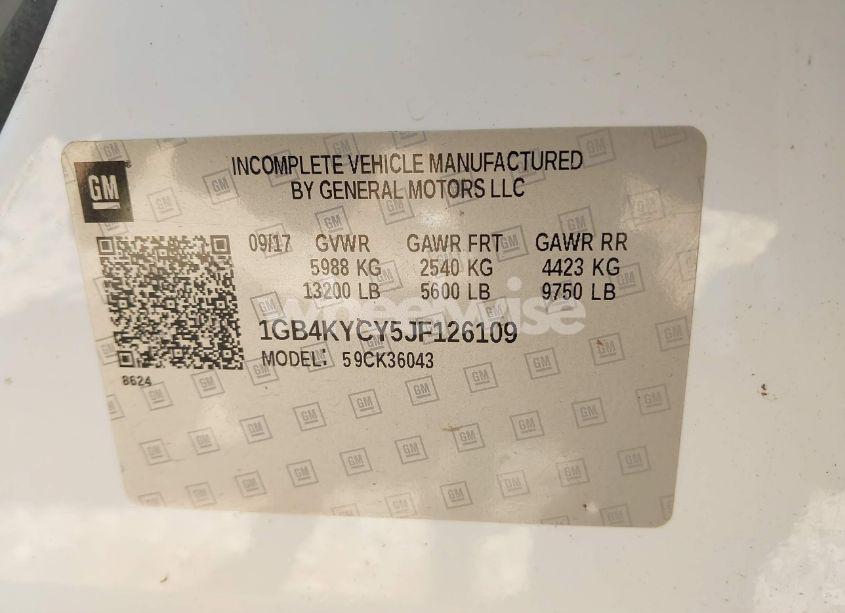 GM
INCOMPLETE VEHICLE MANUFACTURED
BY GENERAL MOTORS LLC
09/17 GVWR GAWR FRT GAWR RR
5988 KG 2540 KG 4423 KG
13200 LB 5600 LB 9750 LB
1GB4KYCY5JF126109
MODEL: 59CK36043
8624